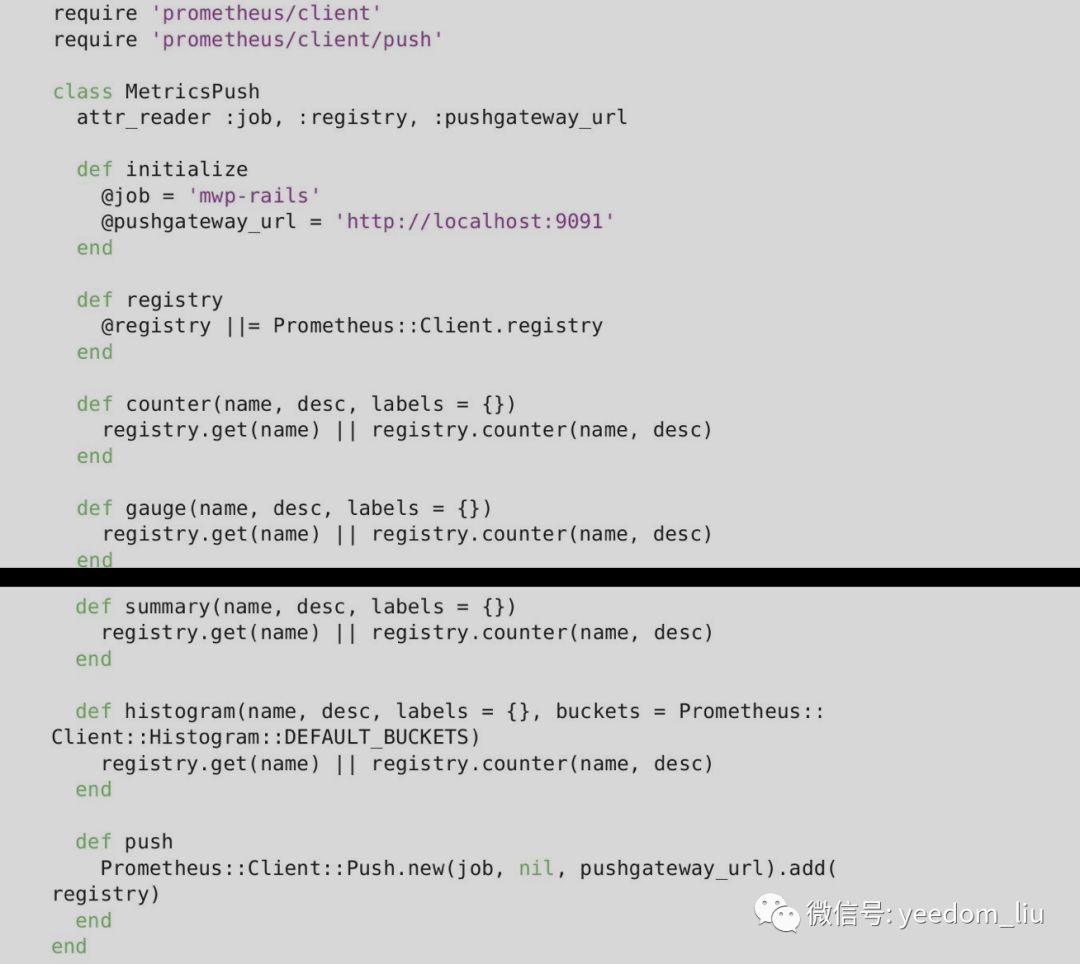 require 'prometheus/client'
require 'prometheus/client/push'
class MetricsPush
attr_reader :job, :registry, :pushgateway_url
def initialize
@job = 'mwp-rails'
@pushgateway_url = 'http://localhost:9091'
end
def registry
@registry ||= Prometheus::Client.registry
end
def counter(name, desc, labels = {})
registry.get(name) || registry.counter(name, desc)
end
def gauge(name, desc, labels = {})
registry.get(name) || registry.counter(name, desc)
end
def summary(name, desc, labels = {})
registry.get(name) || registry.counter(name, desc)
end
def histogram(name, desc, labels = {}, buckets = Prometheus::
Client::Histogram::DEFAULT_BUCKETS)
registry.get(name) || registry.counter(name, desc)
end
def push
Prometheus::Client::Push.new(job, nil, pushgateway_url).add(
registry)
end
end
微信号: yeedom_liu